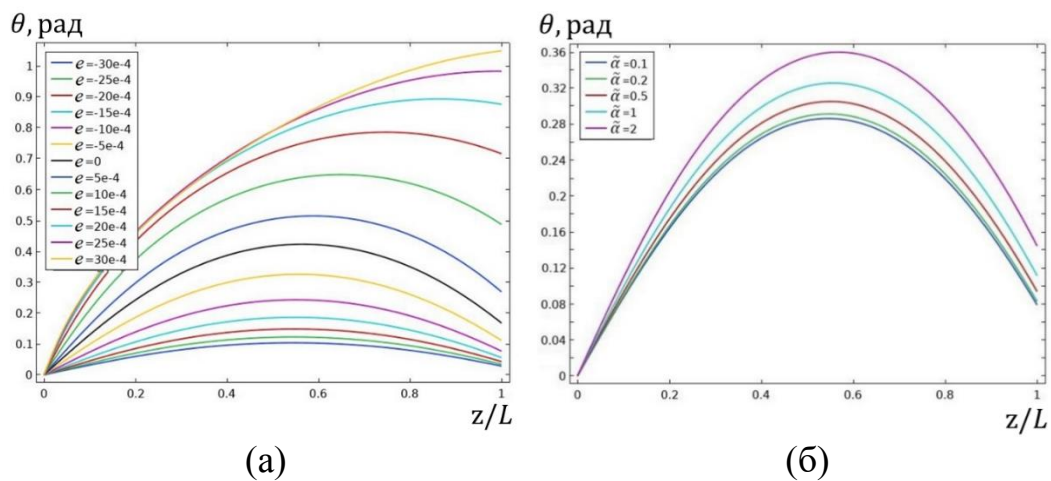 θ, рад
1
0.9
0.8
0.7
0.6
0.5
0.4
0.3
0.2
0.1
0
e=-30e-4
e=-25e-4
e=-20e-4
e=-15e-4
e=-10e-4
e=-5e-4
e=0
e=5e-4
e=10e-4
e=15e-4
e=20e-4
e=25e-4
e=30e-4
0 0.2 0.4 0.6 0.8 1
z/L
(а)
θ, рад
0.36
0.32
0.28
0.24
0.2
0.16
0.12
0.08
0.04
0
α̃=0.1
α̃=0.2
α̃=0.5
α̃=1
α̃=2
0 0.2 0.4 0.6 0.8 1
z/L
(б)